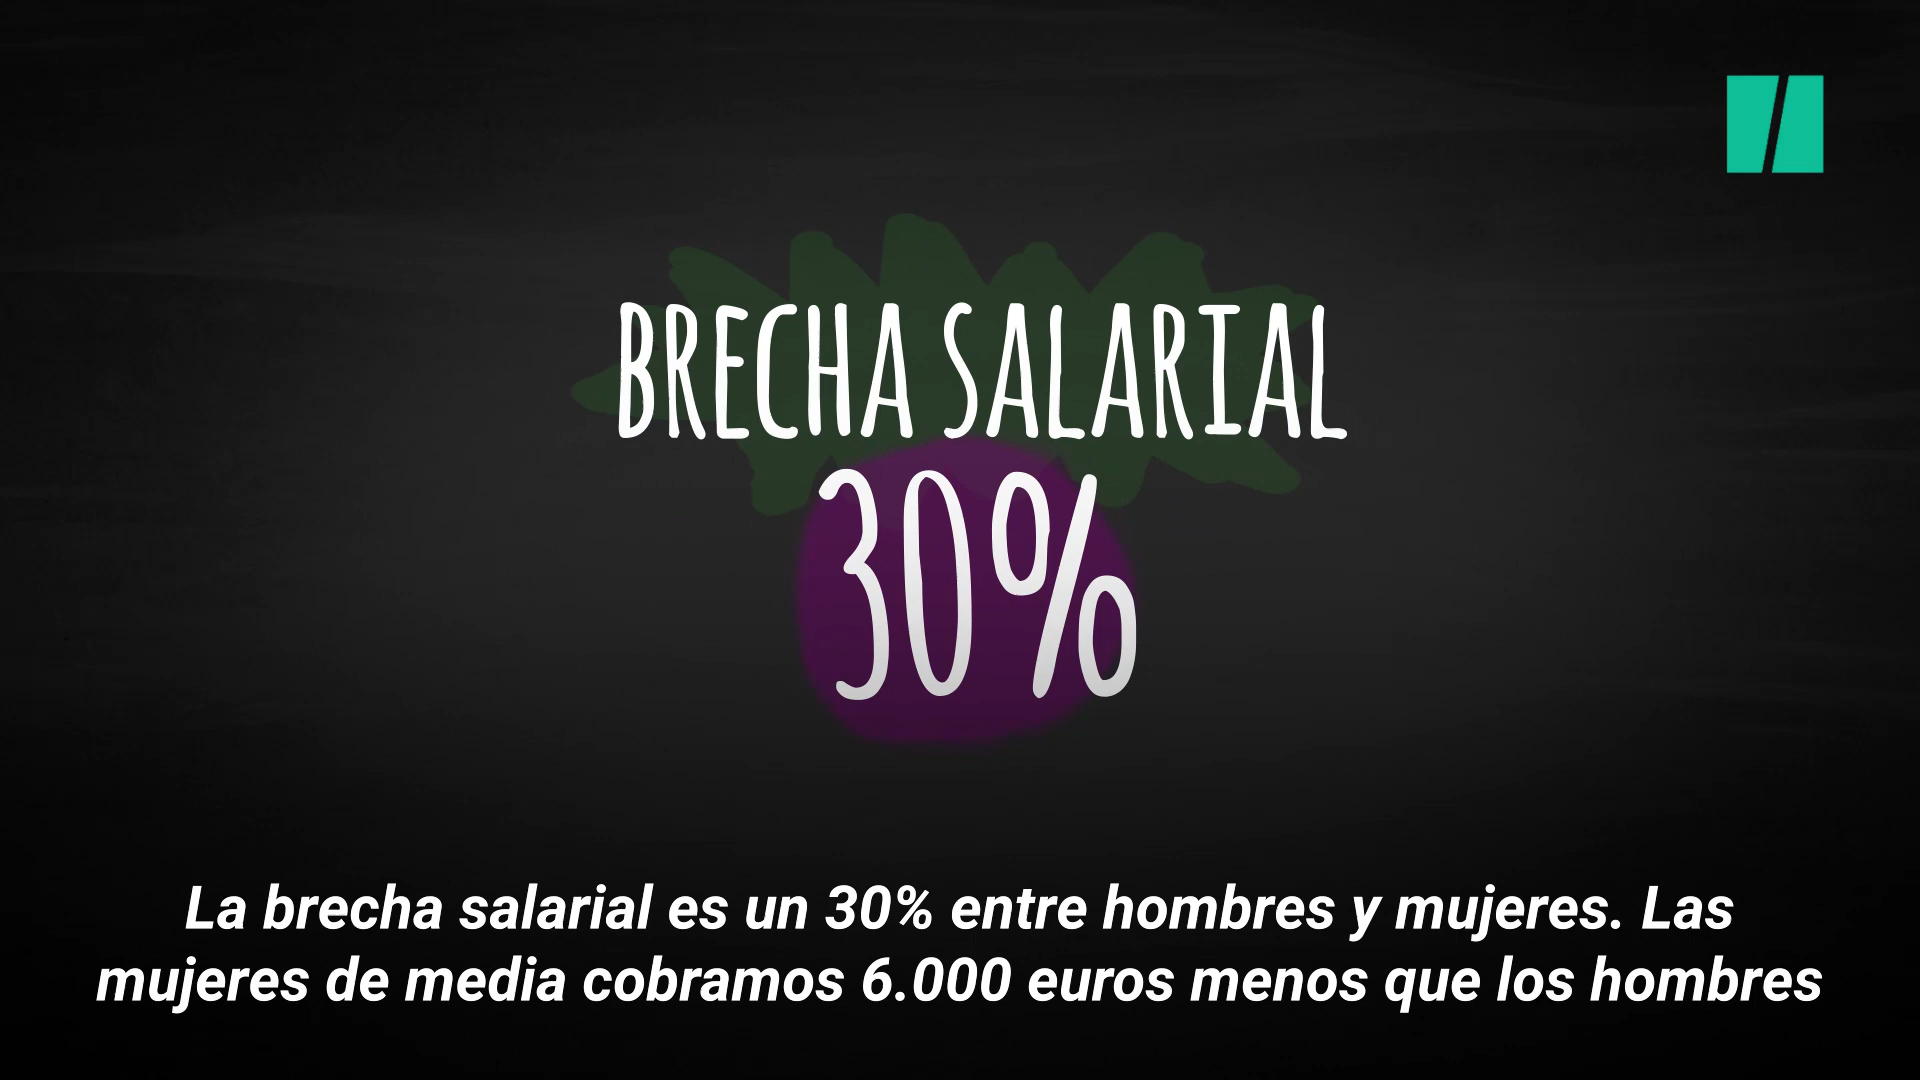 BRECHA SALARIAL
30%
La brecha salarial es un 30% entre hombres y mujeres. Las
mujeres de media cobramos 6.000 euros menos que los hombres